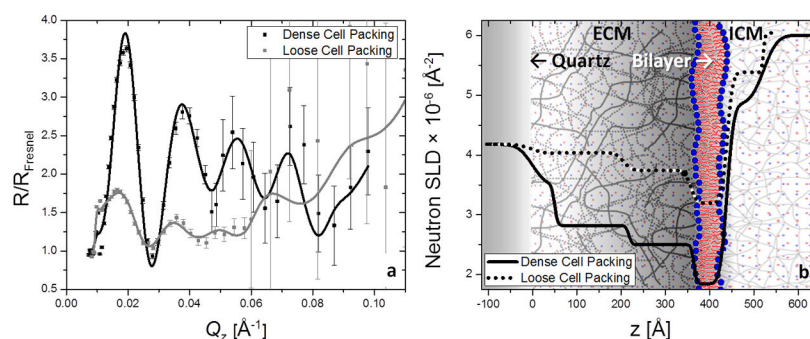 4.0
3.5
3.0
2.5
2.0
1.5
1.0
R/R Fresnel
Dense Cell Packing
Loose Cell Packing
a
0.00 0.02 0.04 0.06 0.08 0.10
Qz [Å-1]
6
5
4
3
2
Neutron SLD × 10-6 [Å-2]
ECM ICM
← Quartz Bilayer →
Dense Cell Packing
Loose Cell Packing
b
-100 0 100 200 300 400 500 600
z [Å]